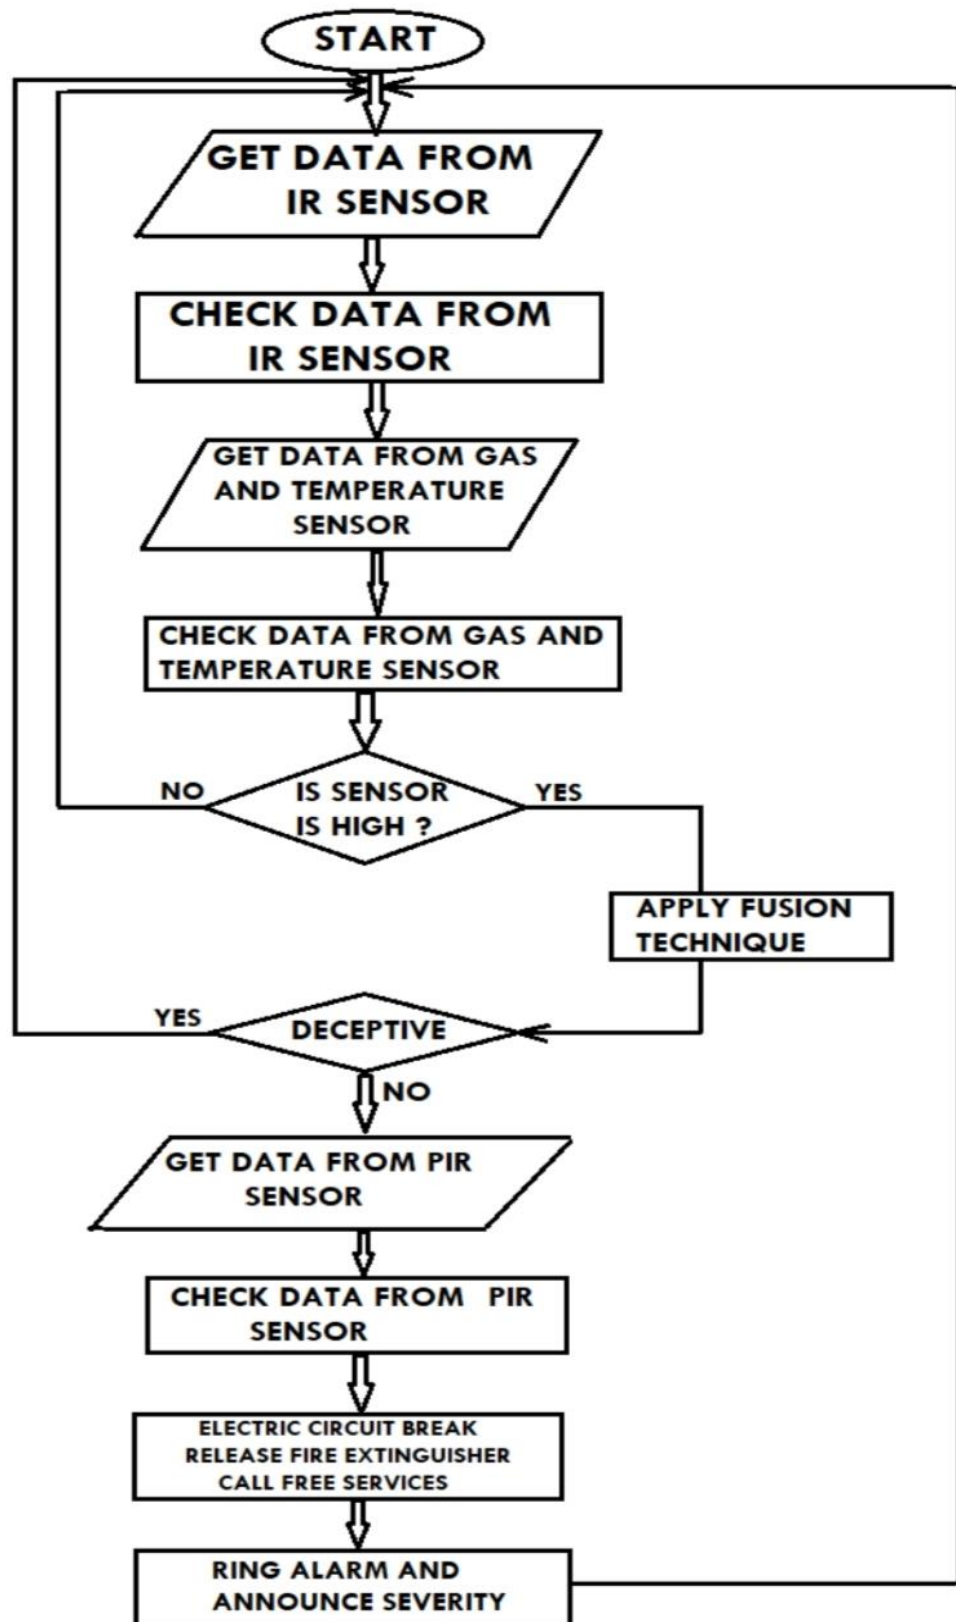 START
GET DATA FROM
IR SENSOR
CHECK DATA FROM
IR SENSOR
GET DATA FROM GAS
AND TEMPERATURE
SENSOR
CHECK DATA FROM GAS AND
TEMPERATURE SENSOR
NO
IS SENSOR
IS HIGH ?
YES
APPLY FUSION
TECHNIQUE
YES
DECEPTIVE
NO
GET DATA FROM PIR
SENSOR
CHECK DATA FROM PIR
SENSOR
ELECTRIC CIRCUIT BREAK
RELEASE FIRE EXTINGUISHER
CALL FREE SERVICES
RING ALARM AND
ANNOUNCE SEVERITY